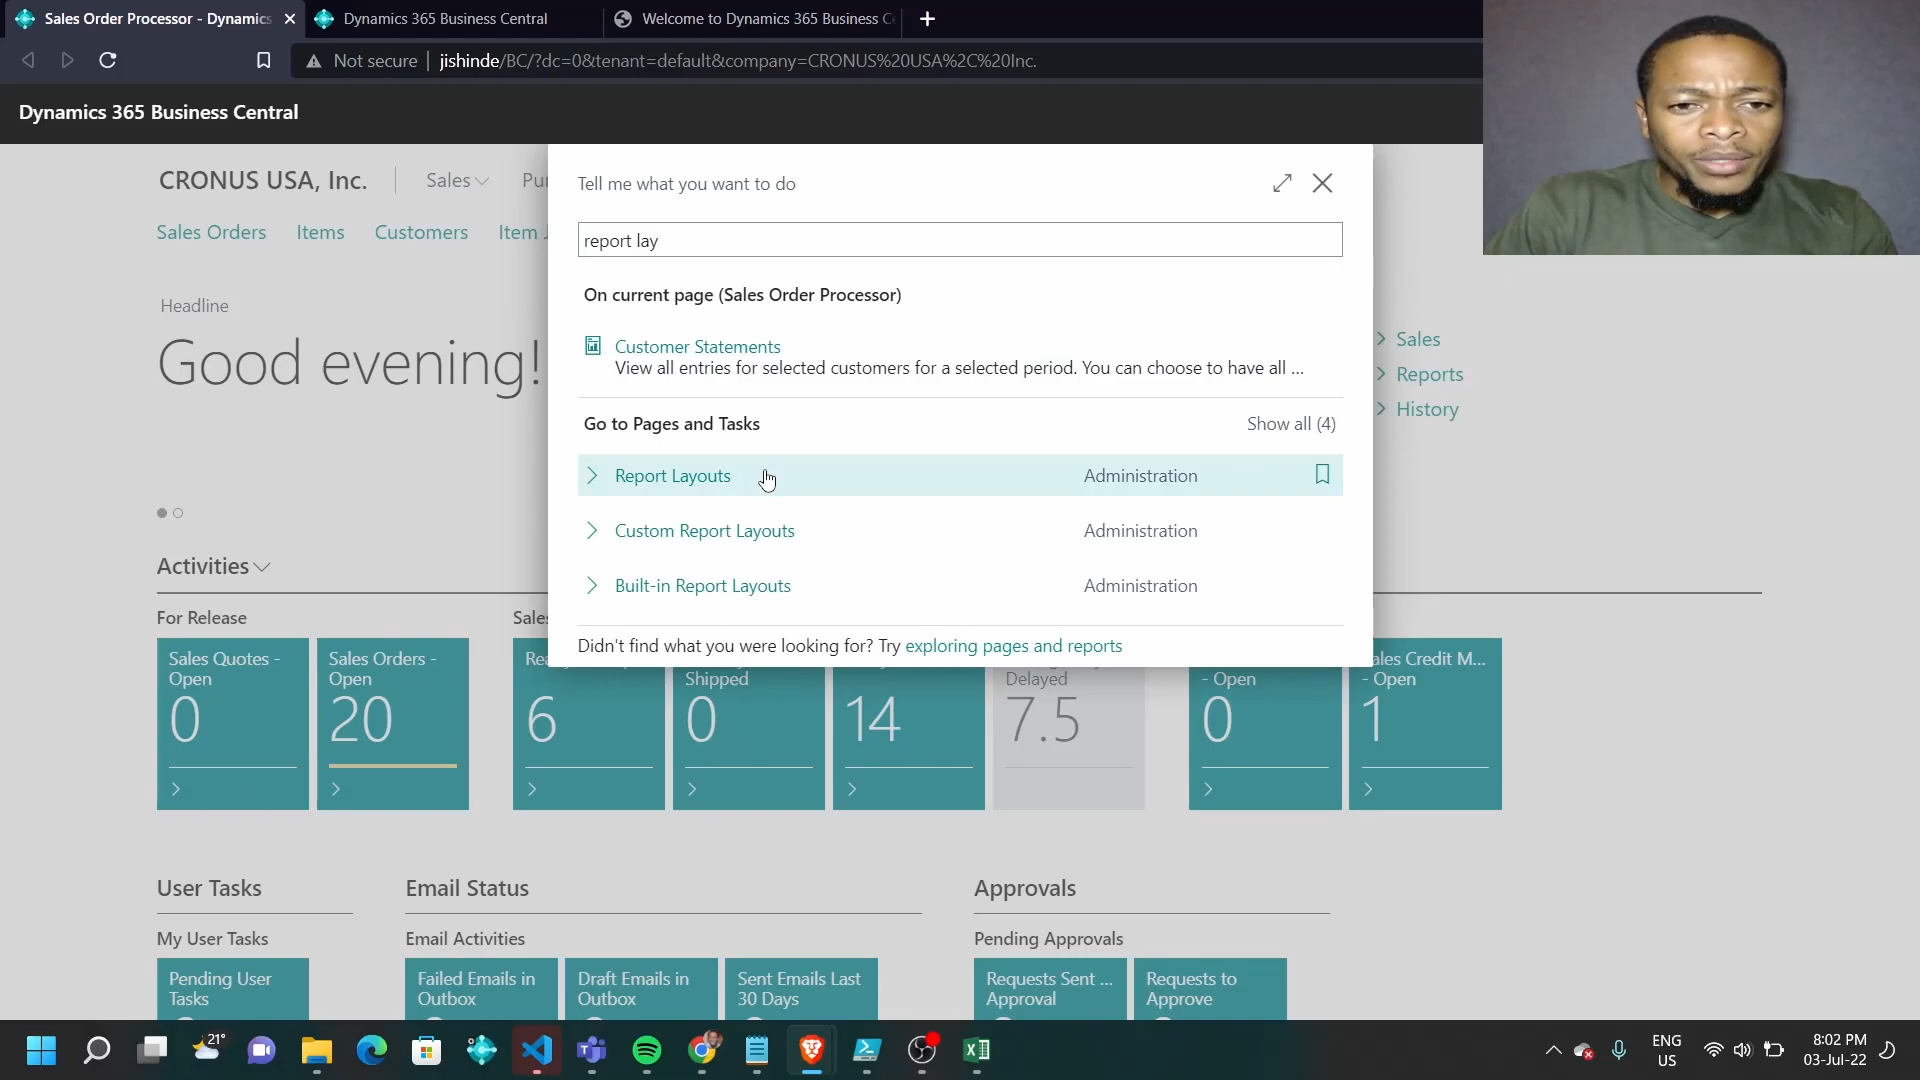 Sales Order Processor - Dynamics
Dynamics 365 Business Central
Welcome to Dynamics 365 Business C
Not secure | jishinde/BC/?dc=0&tenant=default&company=CRONUS%20USA%2C%20Inc.
Dynamics 365 Business Central
CRONUS USA, Inc.
Sales
Sales Orders
Items
Customers
Item
Headline
Good evening!
Tell me what you want to do
report lay
On current page (Sales Order Processor)
Customer Statements
View all entries for selected customers for a selected period. You can choose to have all ...
Go to Pages and Tasks
Show all (4)
Report Layouts
Administration
Custom Report Layouts
Administration
Built-in Report Layouts
Administration
Didn't find what you were looking for? Try exploring pages and reports
Sales
Reports
History
Activities
For Release
Sales
Sales Quotes -
Open
0
Sales Orders -
Open
20
6
Shipped
0
14
Delayed
7.5
- Open
0
ales Credit M...
- Open
1
User Tasks
Email Status
Approvals
My User Tasks
Email Activities
Pending Approvals
Pending User
Tasks
Failed Emails in
Outbox
Draft Emails in
Outbox
Sent Emails Last
30 Days
Requests Sent ...
Approval
Requests to
Approve
21°
ENG
US
8:02 PM
03-Jul-22